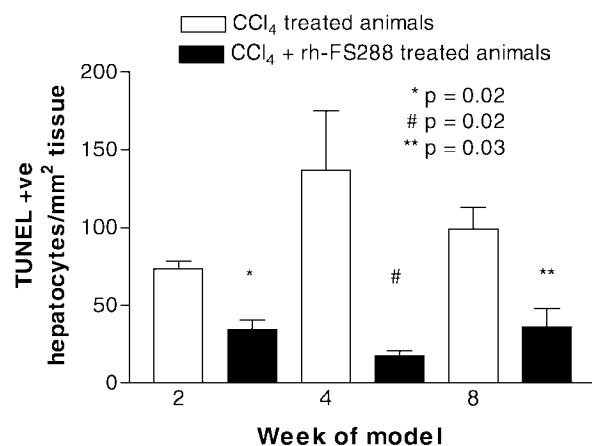 CCl₄ treated animals
CCl₄ + rh-FS288 treated animals
* p = 0.02
# p = 0.02
** p = 0.03
TUNEL +ve
hepatocytes/mm² tissue
200
150
100
50
0
*
#
**
2
4
8
Week of model